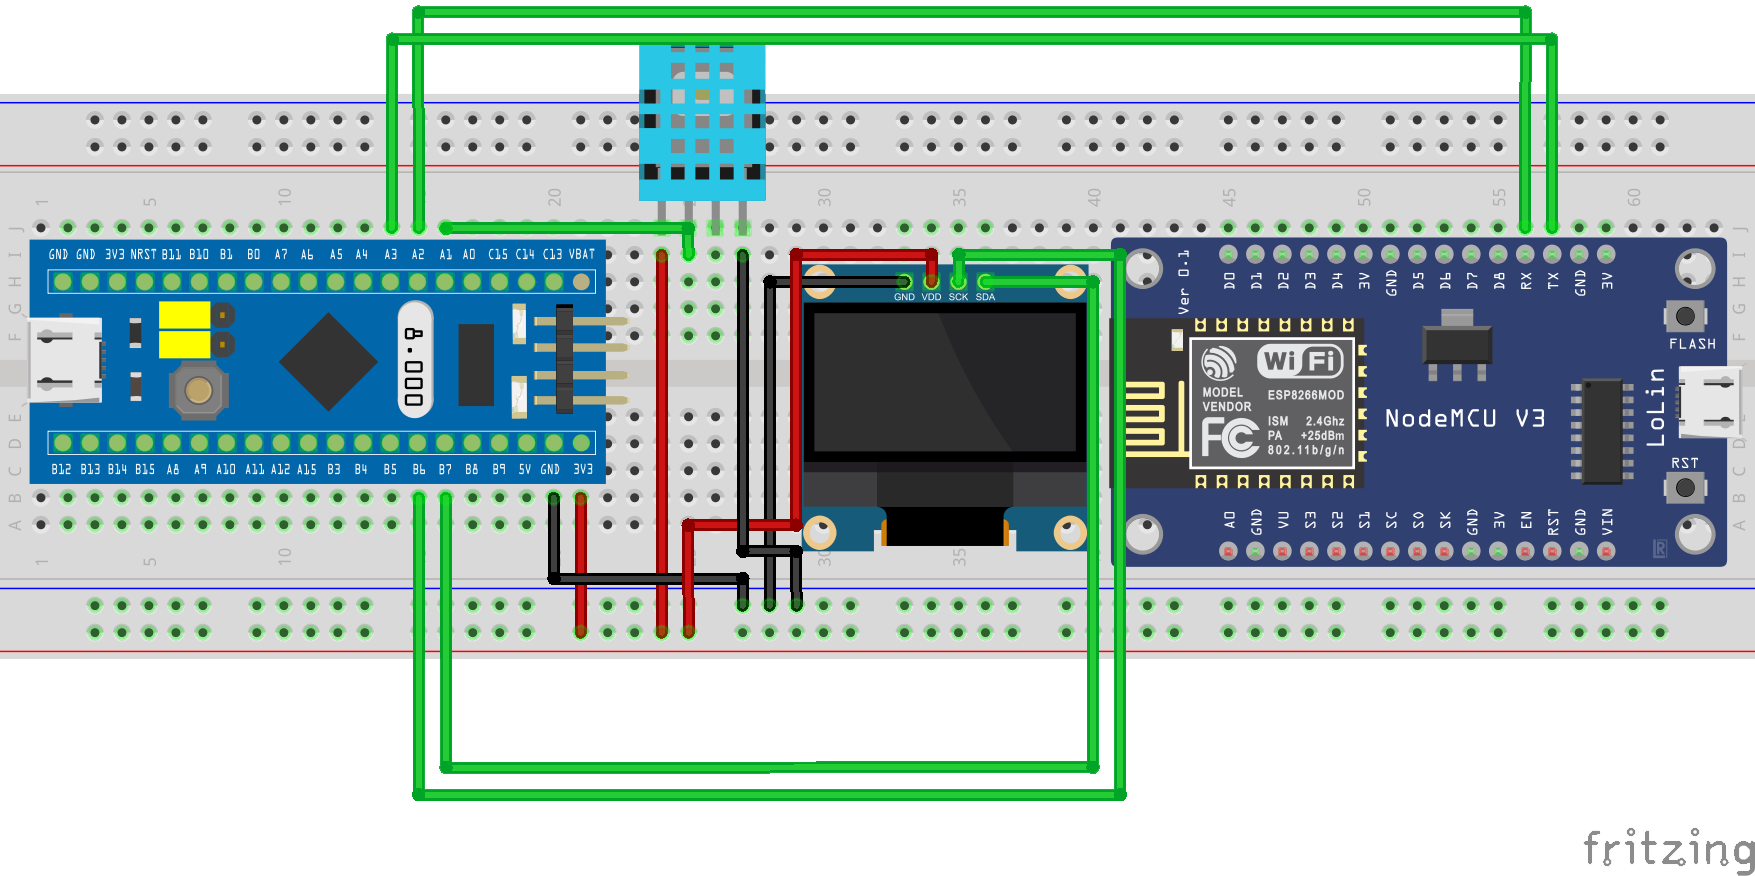 1 5 10 20 30 35 40 45 50 55 60
J J
I I
H H
G G
F F
E
D D
C C
B B
A A
GND GND 3V3 NRST B11 B10 B1 B0 A7 A6 A5 A4 A3 A2 A1 A0 C15 C14 C13 VBAT
000.8
B12 B13 B14 B15 A8 A9 A10 A11 A12 A15 B3 B4 B5 B6 B7 B8 B9 5V GND 3V3
GND VDD SCK SDA
Ver 0.1
D0 D1 D2 D3 D4 3V GND D5 D6 D7 D8 RX TX GND 3V
FLASH
WiFi
MODEL
VENDOR
ESP8266MOD
ISM 2.4Ghz
PA +25dBm
802.11b/g/n
FC
NodeMCU V3
LoLin
RST
A0 GND VU S3 S2 S1 SC S0 SK GND 3V EN RST GND VIN
1 5 10 30 35
fritzing